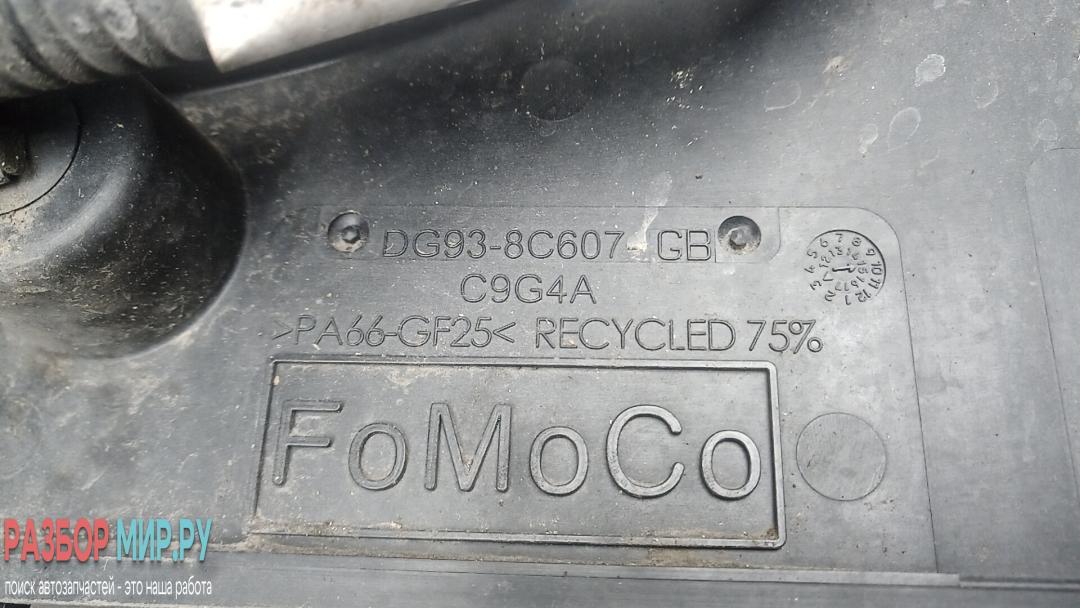 DG93-8C607 GB
C9G4A
>PA66-GF25< RECYCLED 75%
FoMoCo
РАЗБОР МИР.РУ
поиск автозапчастей - это наша работа